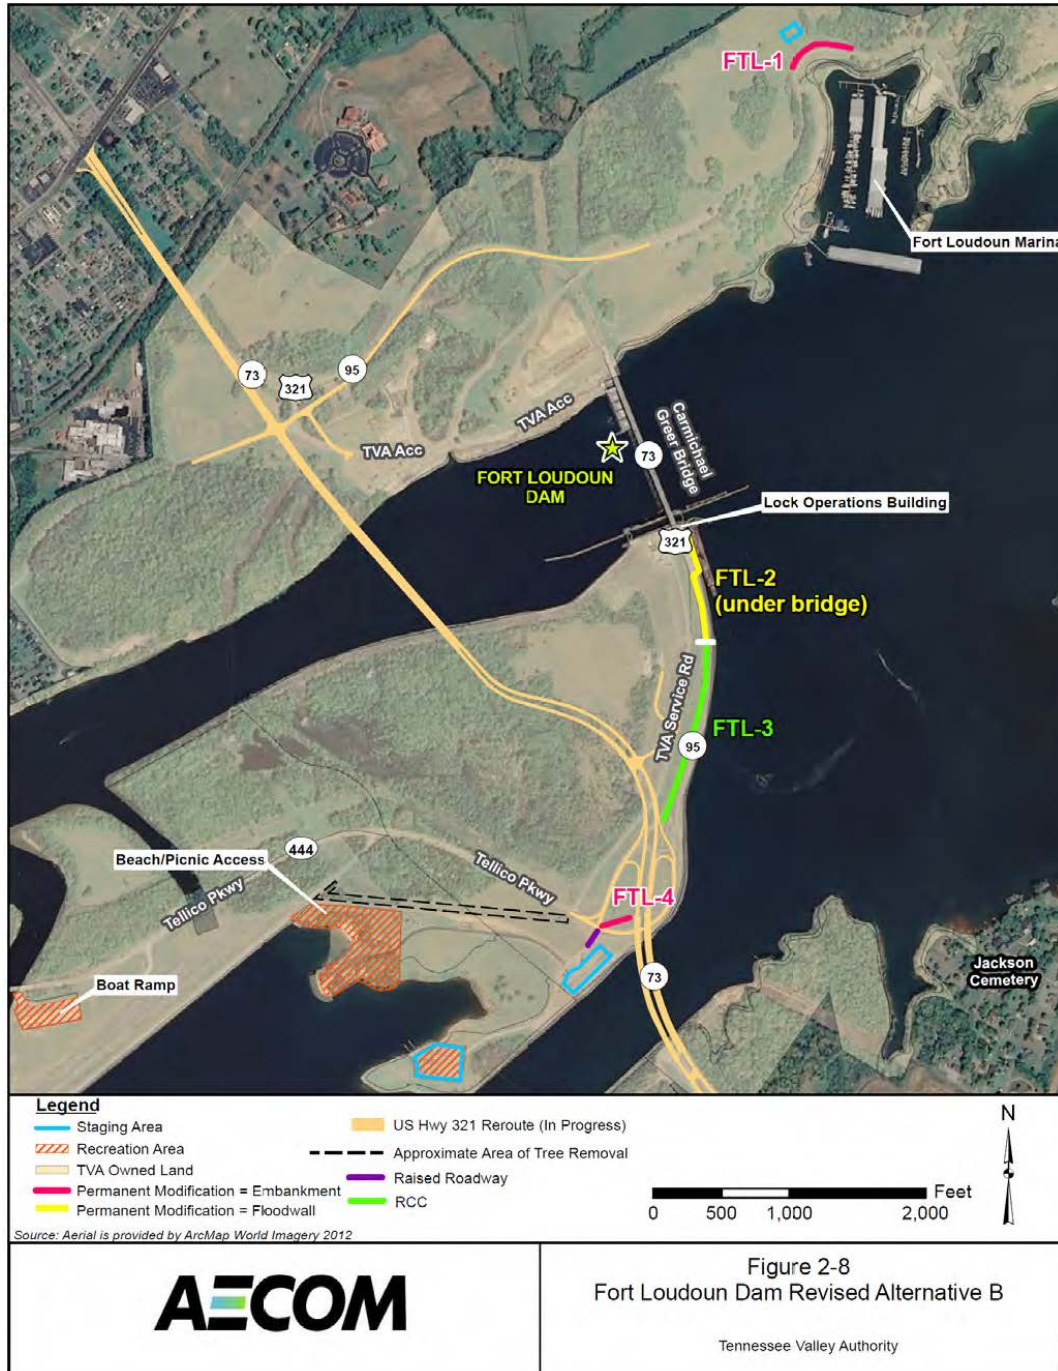 FTL-1
Fort Loudoun Marina
73
321
95
TVA Acc
TVA Acc
FORT LOUDOUN
DAM
73
Carmichael
Greer Bridge
Lock Operations Building
321
FTL-2
(under bridge)
TVA Service Rd
FTL-3
95
444
Beach/Picnic Access
Tellico Pkwy
Tellico Pkwy
FTL-4
Boat Ramp
73
Jackson
Cemetery
Legend
Staging Area
Recreation Area
TVA Owned Land
Permanent Modification = Embankment
Permanent Modification = Floodwall
US Hwy 321 Reroute (In Progress)
Approximate Area of Tree Removal
Raised Roadway
RCC
N
Feet
0 500 1,000 2,000
Source: Aerial is provided by ArcMap World Imagery 2012
AECOM
Figure 2-8
Fort Loudoun Dam Revised Alternative B
Tennessee Valley Authority